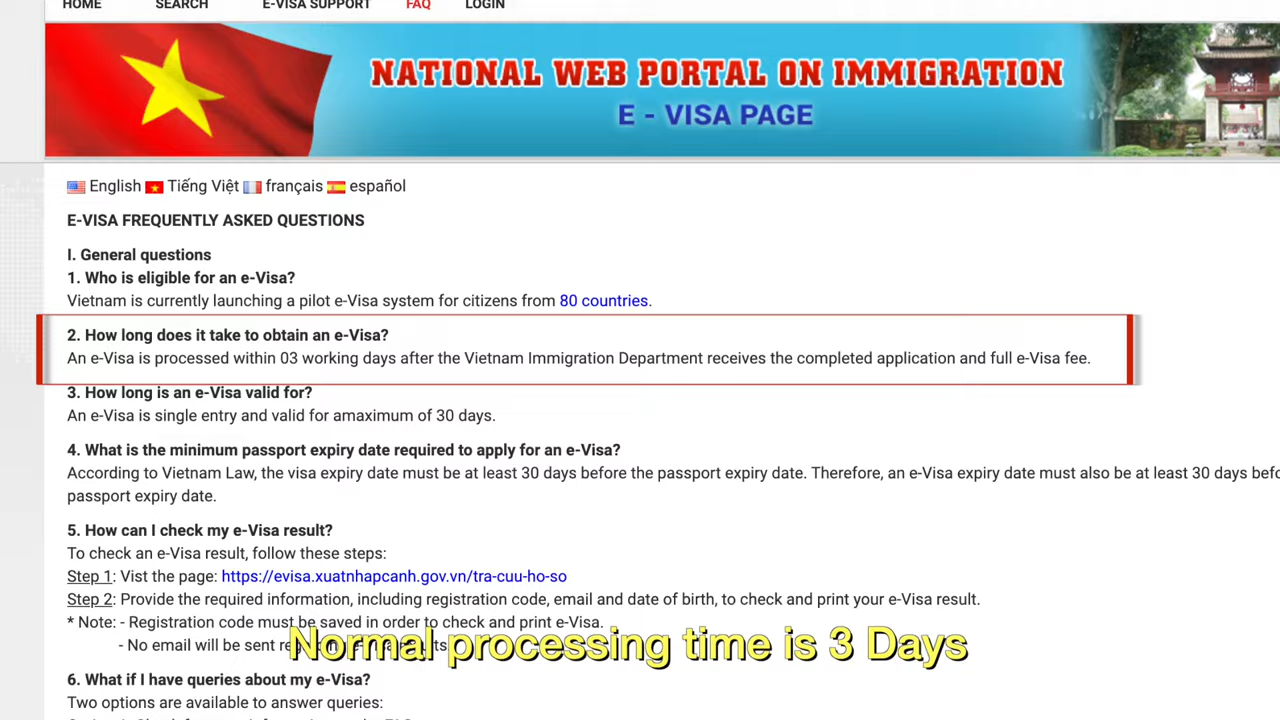 HOME SEARCH E-VISA SUPPORT FAQ LOGIN
NATIONAL WEB PORTAL ON IMMIGRATION
E - VISA PAGE
English Tiếng Việt français español
E-VISA FREQUENTLY ASKED QUESTIONS
I. General questions
1. Who is eligible for an e-Visa?
Vietnam is currently launching a pilot e-Visa system for citizens from 80 countries.
2. How long does it take to obtain an e-Visa?
An e-Visa is processed within 03 working days after the Vietnam Immigration Department receives the completed application and full e-Visa fee.
3. How long is an e-Visa valid for?
An e-Visa is single entry and valid for amaximum of 30 days.
4. What is the minimum passport expiry date required to apply for an e-Visa?
According to Vietnam Law, the visa expiry date must be at least 30 days before the passport expiry date. Therefore, an e-Visa expiry date must also be at least 30 days
passport expiry date.
5. How can I check my e-Visa result?
To check an e-Visa result, follow these steps:
Step 1: Vist the page: https://evisa.xuatnhapcanh.gov.vn/tra-cuu-ho-so
Step 2: Provide the required information, including registration code, email and date of birth, to check and print your e-Visa result.
* Note: - Registration code must be saved in order to check and print e-Visa.
- No email will be sent
Normal processing time is 3 Days
6. What if I have queries about my e-Visa?
Two options are available to answer queries: